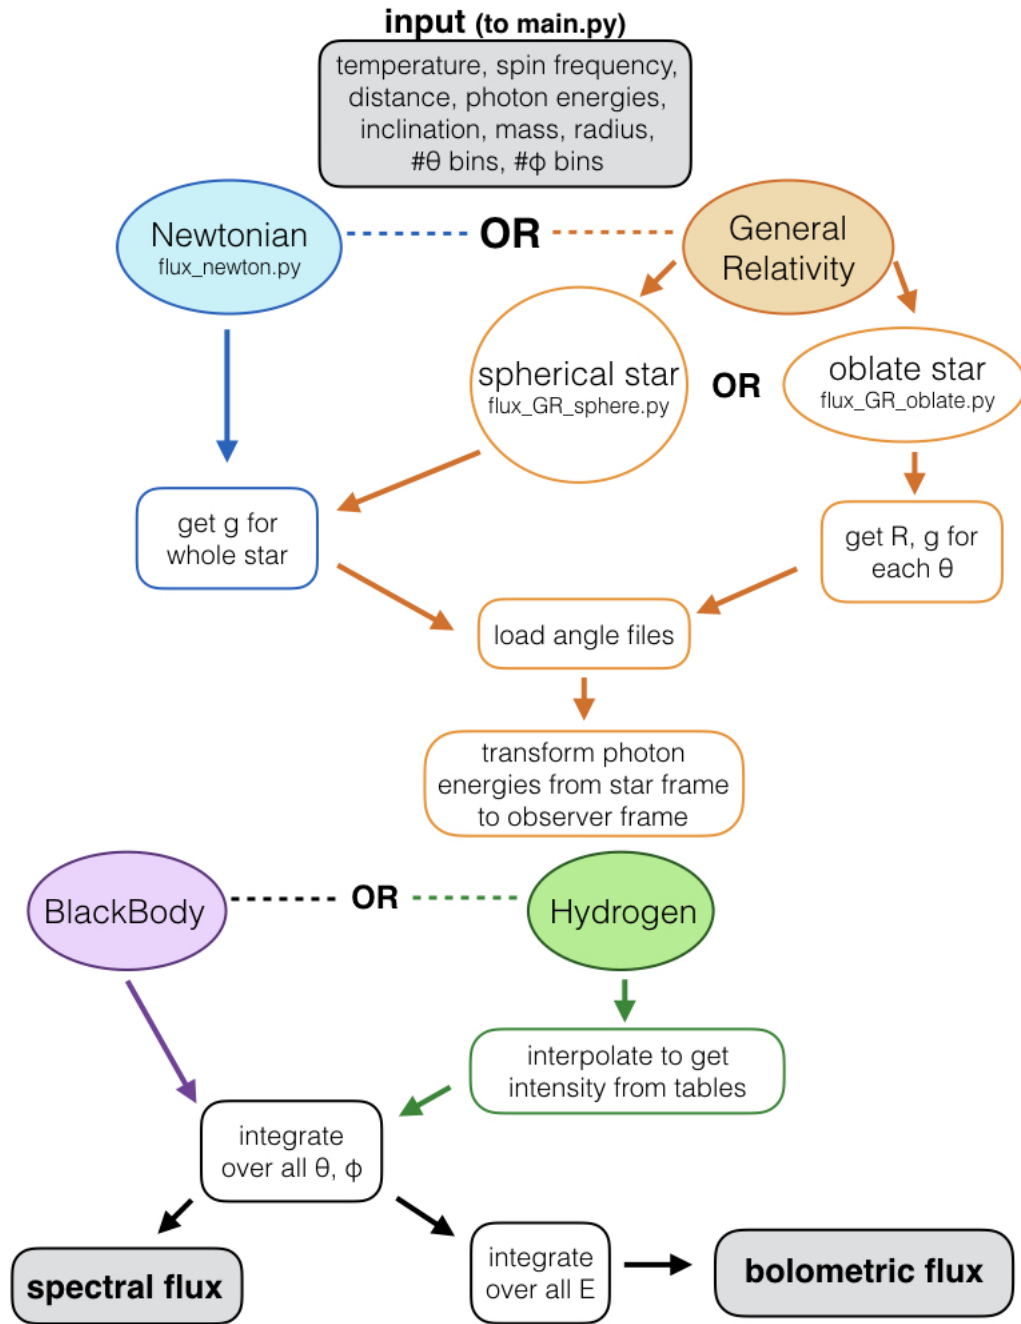 input (to main.py)
temperature, spin frequency,
distance, photon energies,
inclination, mass, radius,
#θ bins, #ϕ bins
Newtonian
flux_newton.py
OR
General
Relativity
spherical star
flux_GR_sphere.py
OR
oblate star
flux_GR_oblate.py
get g for
whole star
get R, g for
each θ
load angle files
transform photon
energies from star frame
to observer frame
BlackBody
OR
Hydrogen
interpolate to get
intensity from tables
integrate
over all θ, ϕ
spectral flux
integrate
over all E
bolometric flux